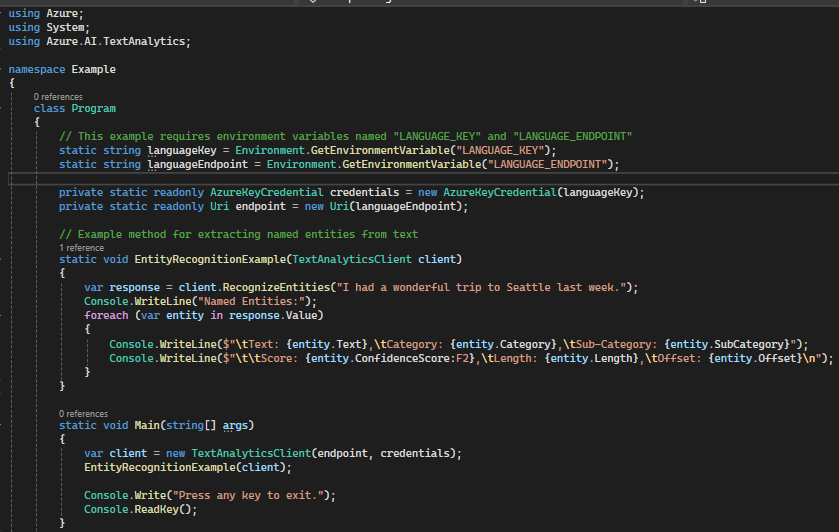 using Azure;
using System;
using Azure.AI.TextAnalytics;
namespace Example
{
0 references
class Program
{
// This example requires environment variables named "LANGUAGE_KEY" and "LANGUAGE_ENDPOINT"
static string languageKey = Environment.GetEnvironmentVariable("LANGUAGE_KEY");
static string languageEndpoint = Environment.GetEnvironmentVariable("LANGUAGE_ENDPOINT");
private static readonly AzureKeyCredential credentials = new AzureKeyCredential(languageKey);
private static readonly Uri endpoint = new Uri(languageEndpoint);
// Example method for extracting named entities from text
1 reference
static void EntityRecognitionExample(TextAnalyticsClient client)
{
var response = client.RecognizeEntities("I had a wonderful trip to Seattle last week.");
Console.WriteLine("Named Entities:");
foreach (var entity in response.Value)
{
Console.WriteLine($"\tText: {entity.Text},\tCategory: {entity.Category},\tSub-Category: {entity.SubCategory}");
Console.WriteLine($"\t\tScore: {entity.ConfidenceScore:F2},\tLength: {entity.Length},\tOffset: {entity.Offset}\n");
}
}
0 references
static void Main(string[] args)
{
var client = new TextAnalyticsClient(endpoint, credentials);
EntityRecognitionExample(client);
Console.Write("Press any key to exit.");
Console.ReadKey();
}